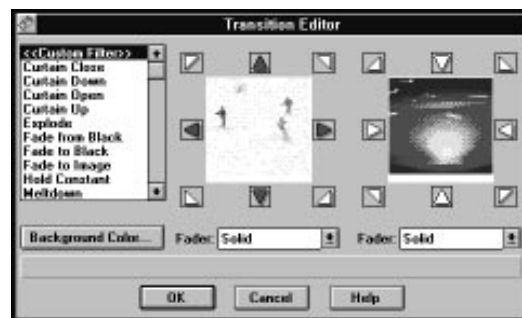 Transition Editor
<<Custom Filter>>
Curtain Close
Curtain Down
Curtain Open
Curtain Up
Explode
Fade from Black
Fade to Black
Fade to Image
Hold Constant
Meltdown
Background Color...
Fader: Solid
Fader: Solid
OK
Cancel
Help